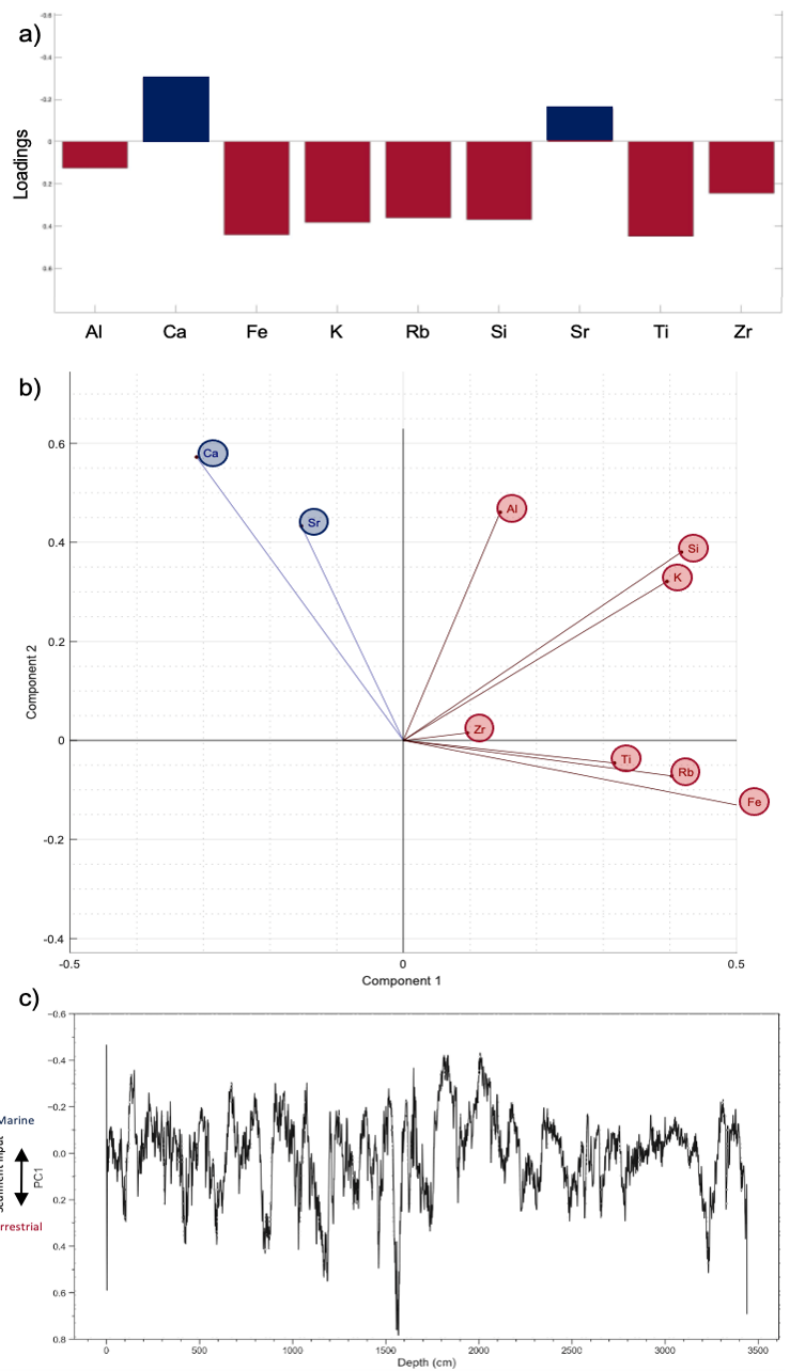 a)
-0.6
-0.4
-0.2
0
0.2
0.4
0.6
Loadings
Al Ca Fe K Rb Si Sr Ti Zr
b)
0.6
0.4
0.2
0
-0.2
-0.4
Component 2
Ca
Sr
Al
Si
K
Zr
Ti
Rb
Fe
-0.5 0 0.5
Component 1
c)
−0.6
−0.4
−0.2
0.0
0.2
0.4
0.6
0.8
Marine
PC1
errestrial
0 500 1000 1500 2000 2500 3000 3500
Depth (cm)